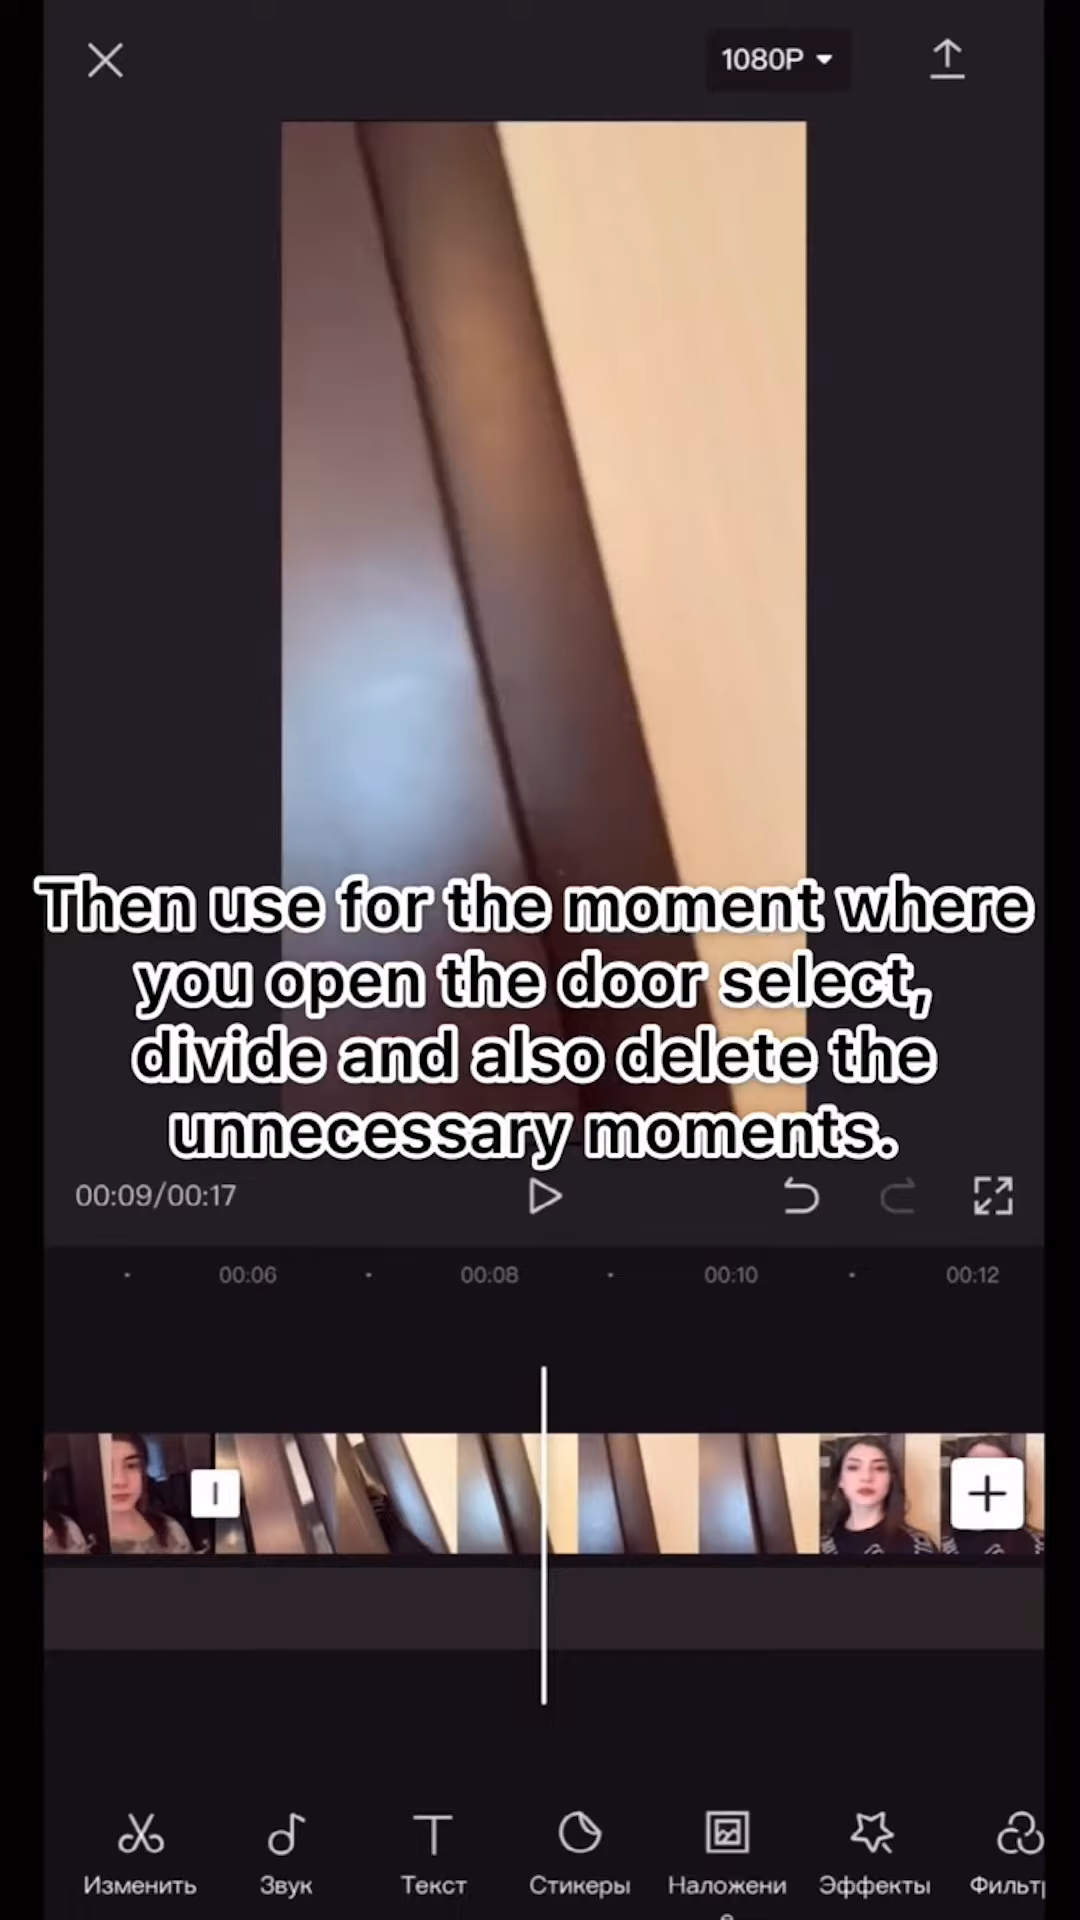 1080P
Then use for the moment where
you open the door select,
divide and also delete the
unnecessary moments.
00:09/00:17
00:06 00:08 00:10 00:12
Изменить Звук Текст Стикеры Наложени Эффекты Фильтр